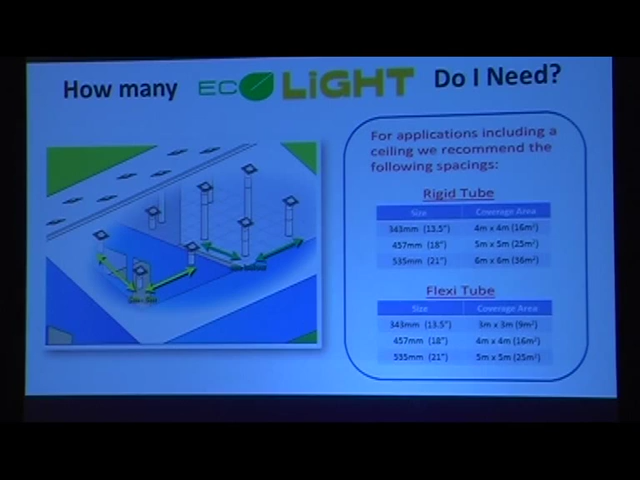 How many ECO LiGHT Do I Need?
For applications including a
ceiling we recommend the
following spacings:
Rigid Tube
Size Coverage Area
343mm (13.5") 4m x 4m (16m²)
457mm (18") 5m x 5m (25m²)
535mm (21") 6m x 6m (36m²)
Flexi Tube
Size Coverage Area
343mm (13.5") 3m x 3m (9m²)
457mm (18") 4m x 4m (16m²)
535mm (21") 5m x 5m (25m²)